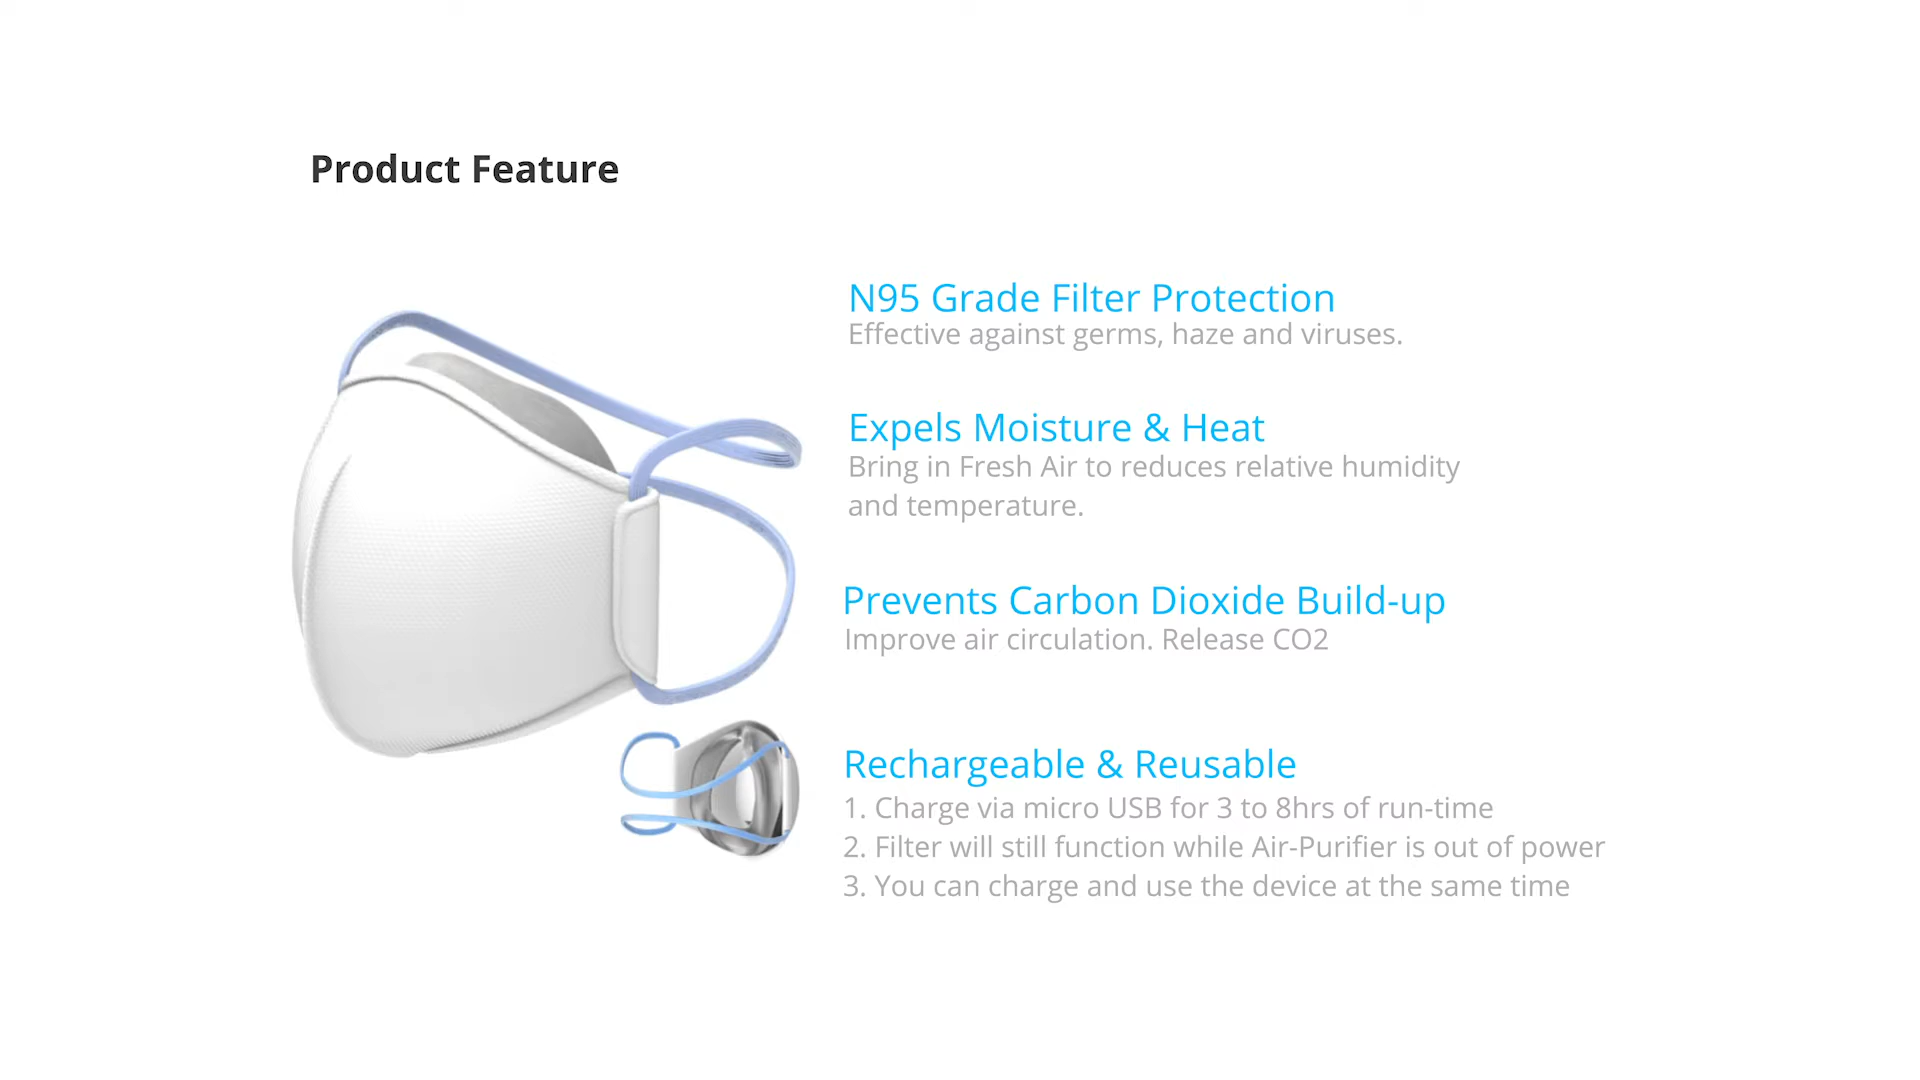 Product Feature
N95 Grade Filter Protection
Effective against germs, haze and viruses.
Expels Moisture & Heat
Bring in Fresh Air to reduces relative humidity
and temperature.
Prevents Carbon Dioxide Build-up
Improve air circulation. Release CO2
Rechargeable & Reusable
1. Charge via micro USB for 3 to 8hrs of run-time
2. Filter will still function while Air-Purifier is out of power
3. You can charge and use the device at the same time